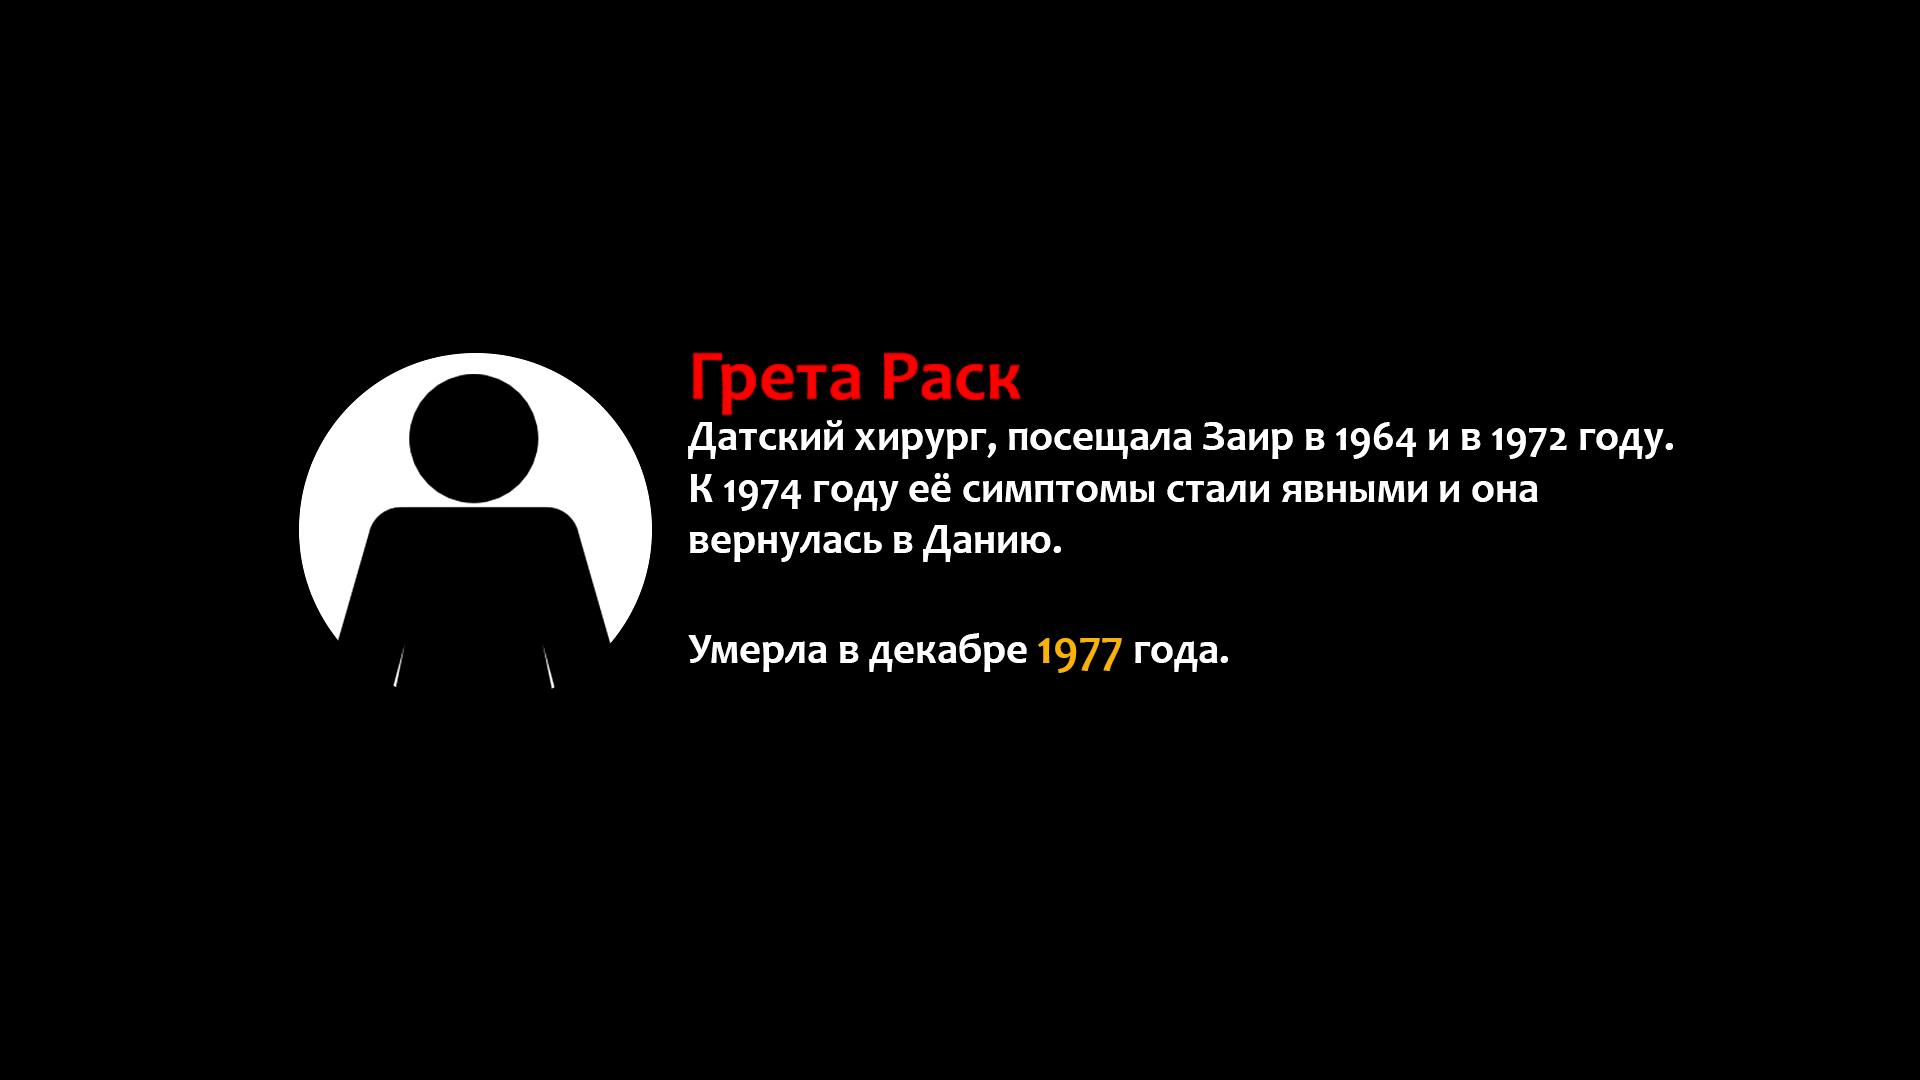 Грета Раск
Датский хирург, посещала Заир в 1964 и в 1972 году.
К 1974 году её симптомы стали явными и она
вернулась в Данию.
Умерла в декабре 1977 года.